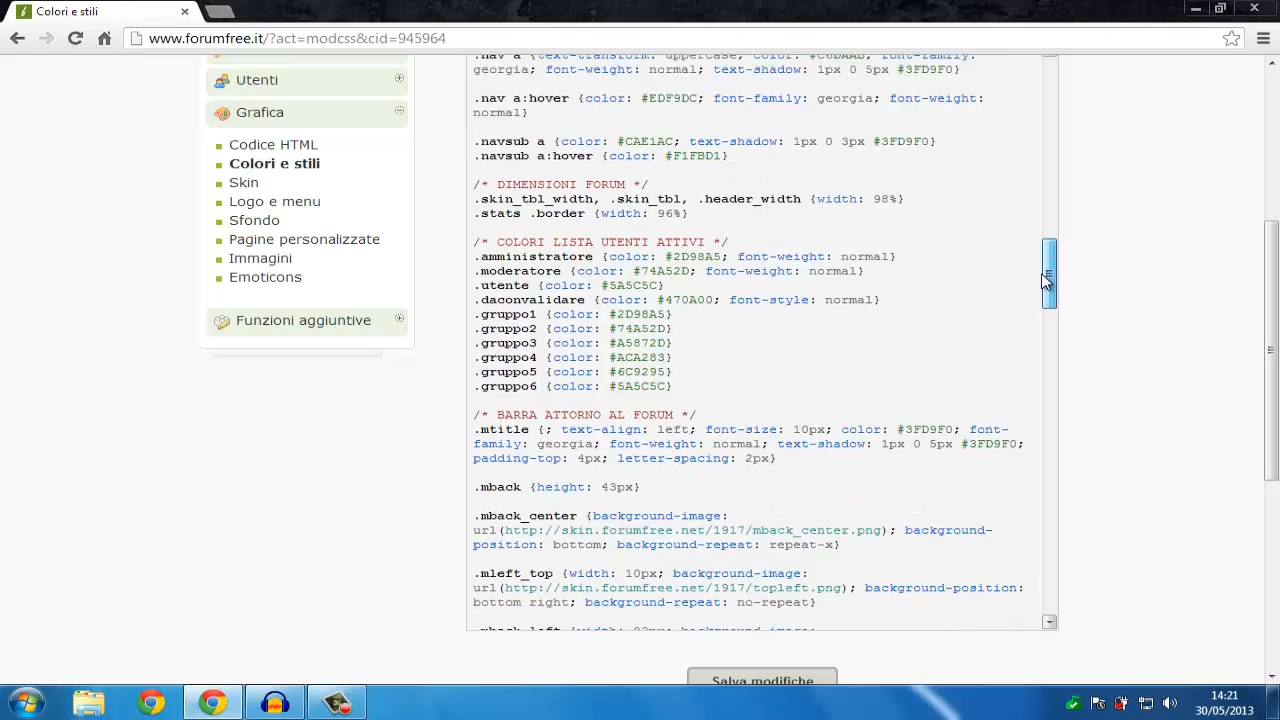 Colori e stili
www.forumfree.it/?act=modcss&cid=945964
Utenti
Grafica
Codice HTML
Colori e stili
Skin
Logo e menu
Sfondo
Pagine personalizzate
Immagini
Emoticons
Funzioni aggiuntive
.nav a {text-transform: uppercase; color: #C6DAAB; font-family:
georgia; font-weight: normal; text-shadow: 1px 0 5px #3FD9F0}
.nav a:hover {color: #EDF9DC; font-family: georgia; font-weight:
normal}
.navsub a {color: #CAE1AC; text-shadow: 1px 0 3px #3FD9F0}
.navsub a:hover {color: #F1FBD1}
/* DIMENSIONI FORUM */
.skin_tbl_width, .skin_tbl, .header_width {width: 98%}
.stats .border {width: 96%}
/* COLORI LISTA UTENTI ATTIVI */
.amministratore {color: #2D98A5; font-weight: normal}
.moderatore {color: #74A52D; font-weight: normal}
.utente {color: #5A5C5C}
.daconvalidare {color: #470A00; font-style: normal}
.gruppo1 {color: #2D98A5}
.gruppo2 {color: #74A52D}
.gruppo3 {color: #A5872D}
.gruppo4 {color: #ACA283}
.gruppo5 {color: #6C9295}
.gruppo6 {color: #5A5C5C}
/* BARRA ATTORNO AL FORUM */
.mtitle {; text-align: left; font-size: 10px; color: #3FD9F0; font-
family: georgia; font-weight: normal; text-shadow: 1px 0 5px #3FD9F0;
padding-top: 4px; letter-spacing: 2px}
.mback {height: 43px}
.mback_center {background-image:
url(http://skin.forumfree.net/1917/mback_center.png); background-
position: bottom; background-repeat: repeat-x}
.mleft_top {width: 10px; background-image:
url(http://skin.forumfree.net/1917/topleft.png); background-position:
bottom right; background-repeat: no-repeat}
Salva modifiche
14:21
30/05/2013